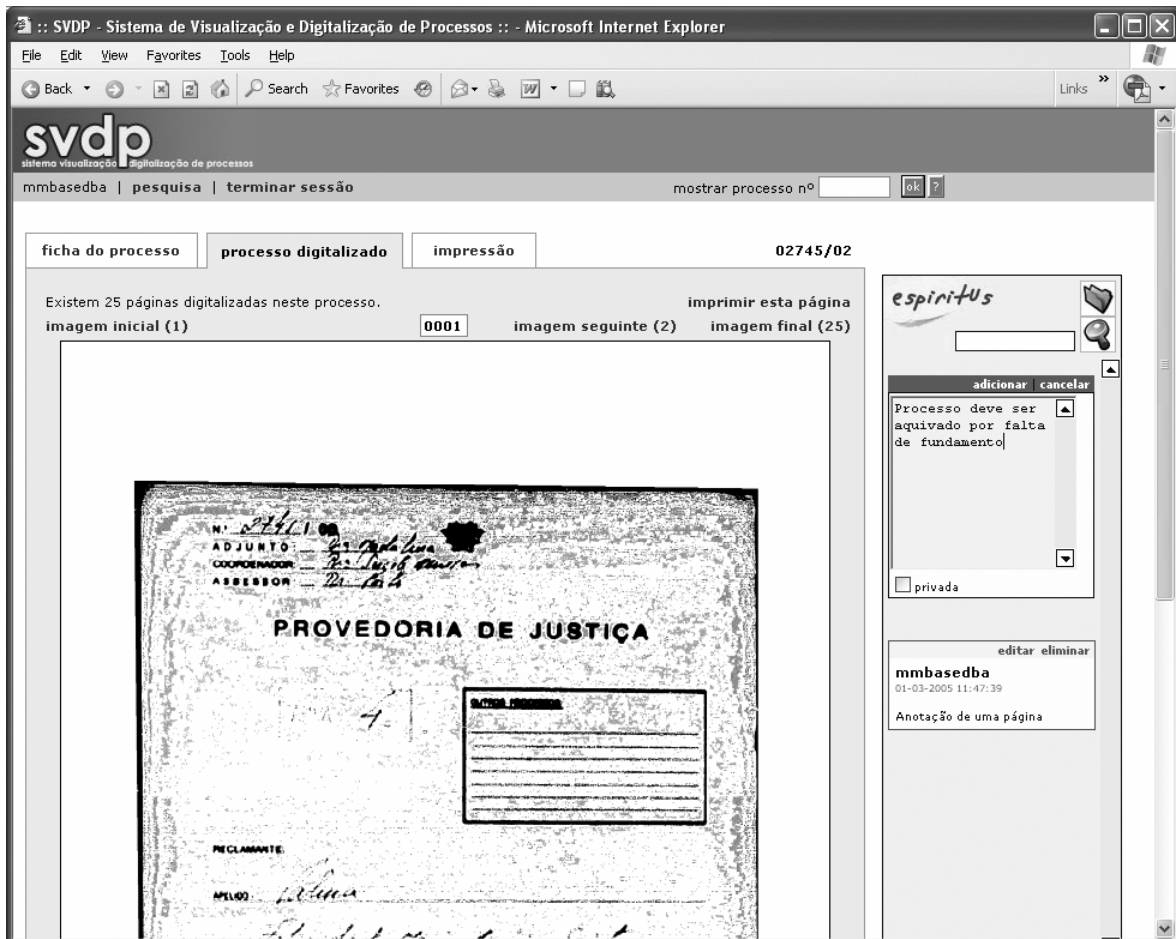 :: SVDP - Sistema de Visualização e Digitalização de Processos :: - Microsoft Internet Explorer
File Edit View Favorites Tools Help
Back Search Favorites Links »
svdp
sistema visualização digitalização de processos
mmbasedba | pesquisa | terminar sessão mostrar processo nº ok ?
ficha do processo processo digitalizado impressão 02745/02
Existem 25 páginas digitalizadas neste processo. imprimir esta página
imagem inicial (1) 0001 imagem seguinte (2) imagem final (25)
espiritus
adicionar | cancelar
Processo deve ser
aquivado por falta
de fundamento
privada
editar eliminar
mmbasedba
01-03-2005 11:47:39
Anotação de uma página
N.º
ADJUNTO
COORDENADOR
ASSESSOR
PROVEDORIA DE JUSTIÇA
4
OUTROS PROCESSOS
RECLAMANTE:
APELIDO